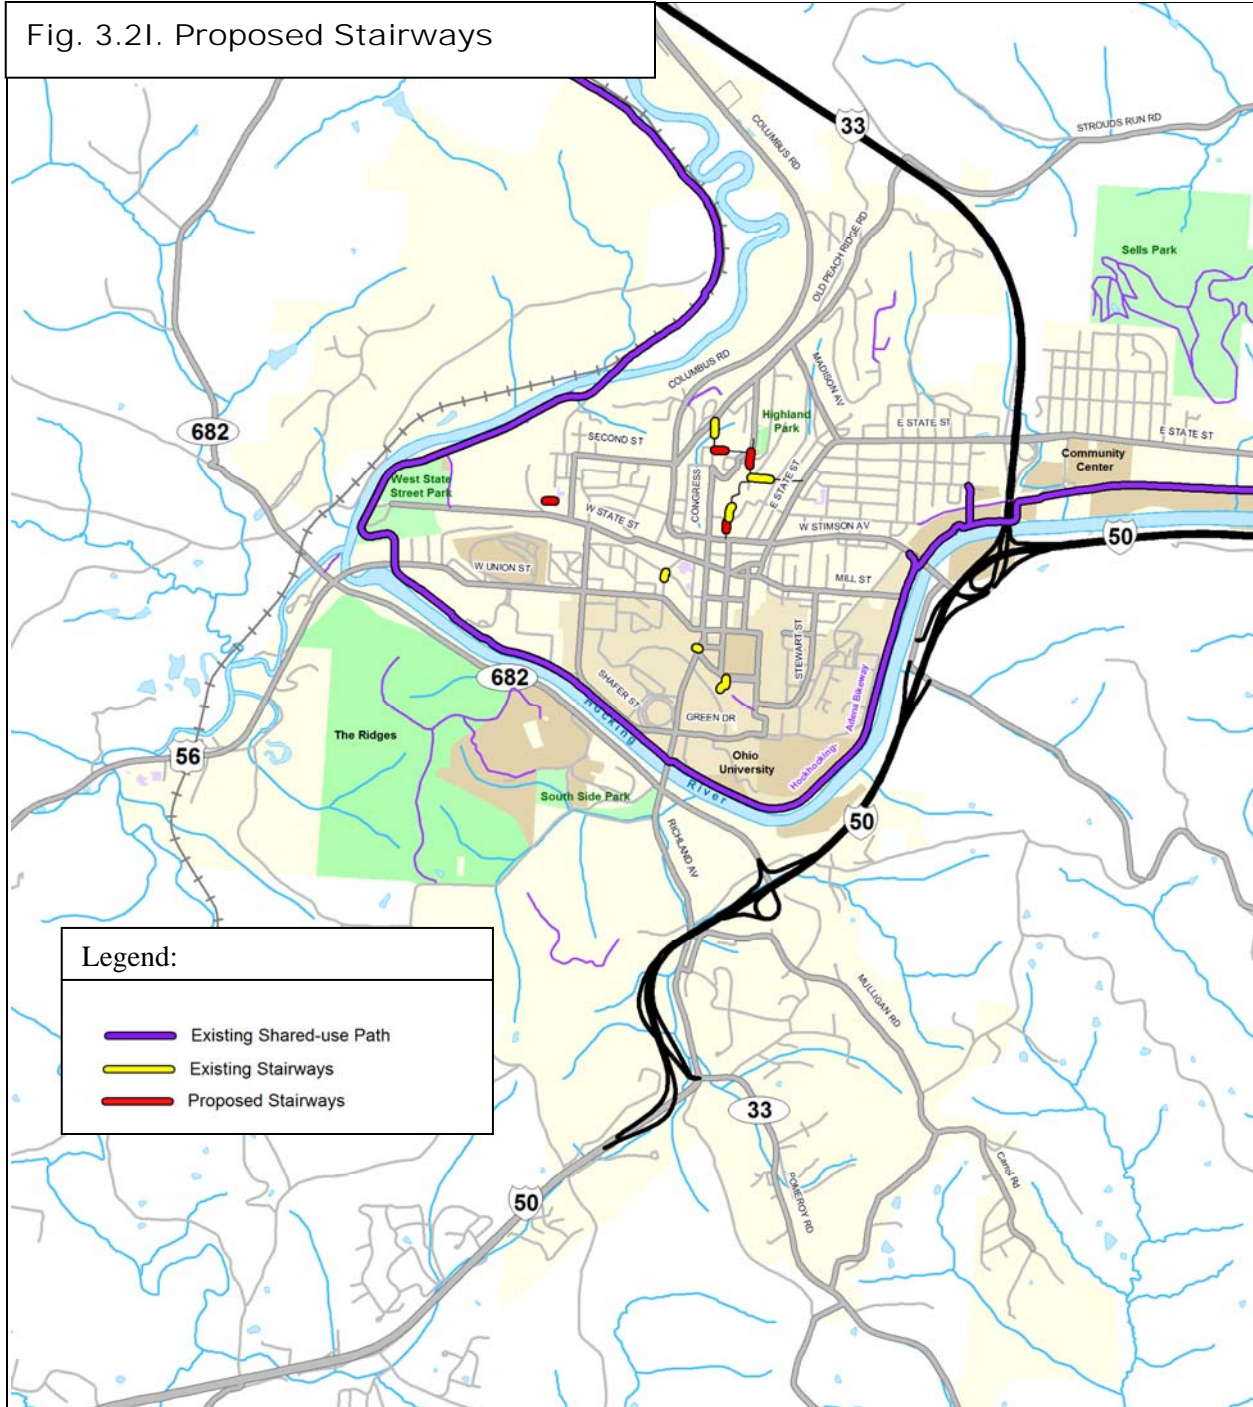 Fig. 3.2I. Proposed Stairways
33
STROUDS RUN RD
COLUMBUS RD
OLD PEACH RIDGE RD
Sells Park
COLUMBUS RD
MADISON AV
682
Highland
Park
E STATE ST
E STATE ST
SECOND ST
Community
Center
West State
Street Park
CONGRESS
E STATE ST
W STATE ST
W STIMSON AV
50
W UNION ST
MILL ST
STEWART ST
682
SHAFER ST
Hocking
River
GREEN DR
Hockhocking-
Adena Bikeway
The Ridges
56
Ohio
University
South Side Park
50
RICHLAND AV
Legend:
Existing Shared-use Path
Existing Stairways
Proposed Stairways
MULLIGAN RD
33
Carrol Rd
POMEROY RD
50